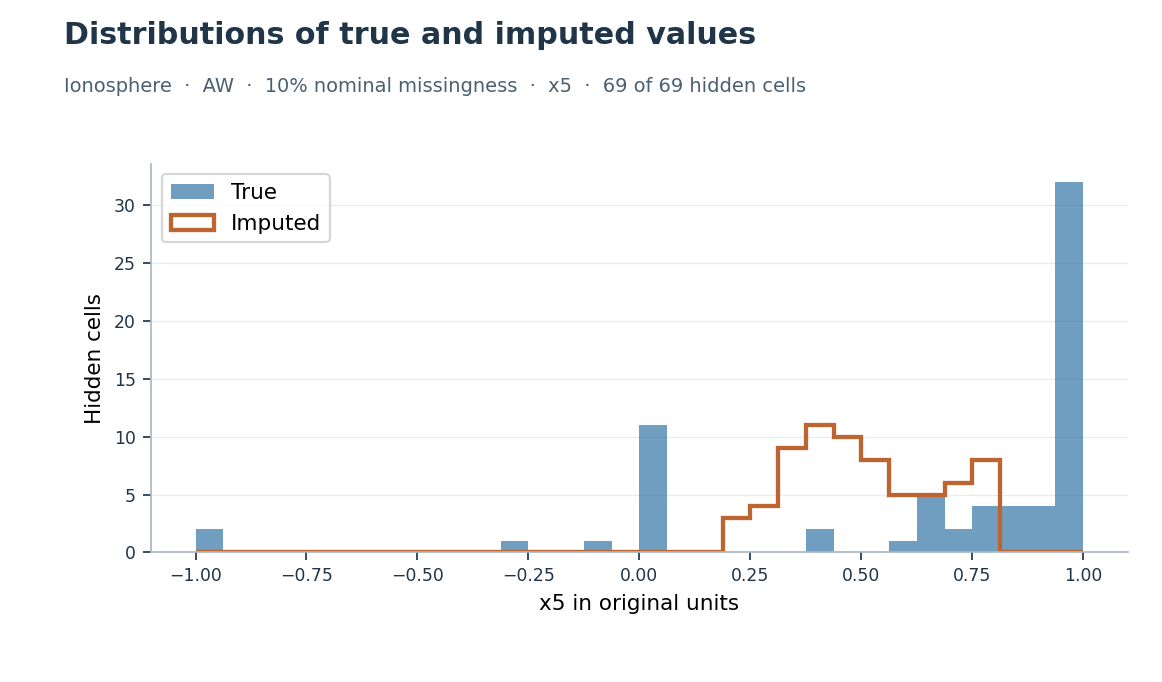 Distributions of true and imputed values
Ionosphere · AW · 10% nominal missingness · x5 · 69 of 69 hidden cells
True
Imputed
Hidden cells
30
25
20
15
10
5
0
−1.00 −0.75 −0.50 −0.25 0.00 0.25 0.50 0.75 1.00
x5 in original units